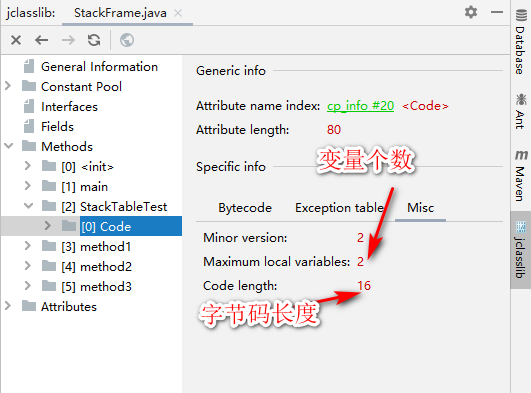 jclasslib:
StackFrame.java
General Information
Constant Pool
Interfaces
Fields
Methods
[0] <init>
[1] main
[2] StackTableTest
[0] Code
[3] method1
[4] method2
[5] method3
Attributes
Generic info
Attribute name index: cp_info #20 <Code>
Attribute length: 80
变量个数
Specific info
Bytecode Exception table Misc
Minor version: 2
Maximum local variables: 2
Code length: 16
字节码长度
Database
Ant
m
Maven
jclasslib